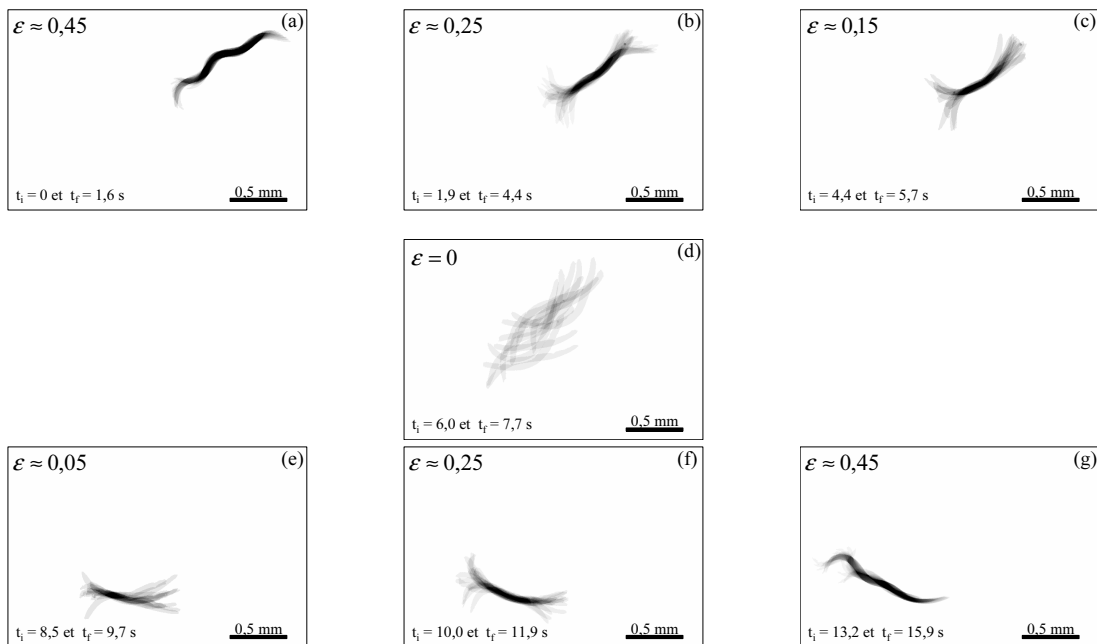 ε ≈ 0,45
(a)
t_i = 0 et t_f = 1,6 s
0,5 mm
ε ≈ 0,25
(b)
t_i = 1,9 et t_f = 4,4 s
0,5 mm
ε ≈ 0,15
(c)
t_i = 4,4 et t_f = 5,7 s
0,5 mm
ε = 0
(d)
t_i = 6,0 et t_f = 7,7 s
0,5 mm
ε ≈ 0,05
(e)
t_i = 8,5 et t_f = 9,7 s
0,5 mm
ε ≈ 0,25
(f)
t_i = 10,0 et t_f = 11,9 s
0,5 mm
ε ≈ 0,45
(g)
t_i = 13,2 et t_f = 15,9 s
0,5 mm